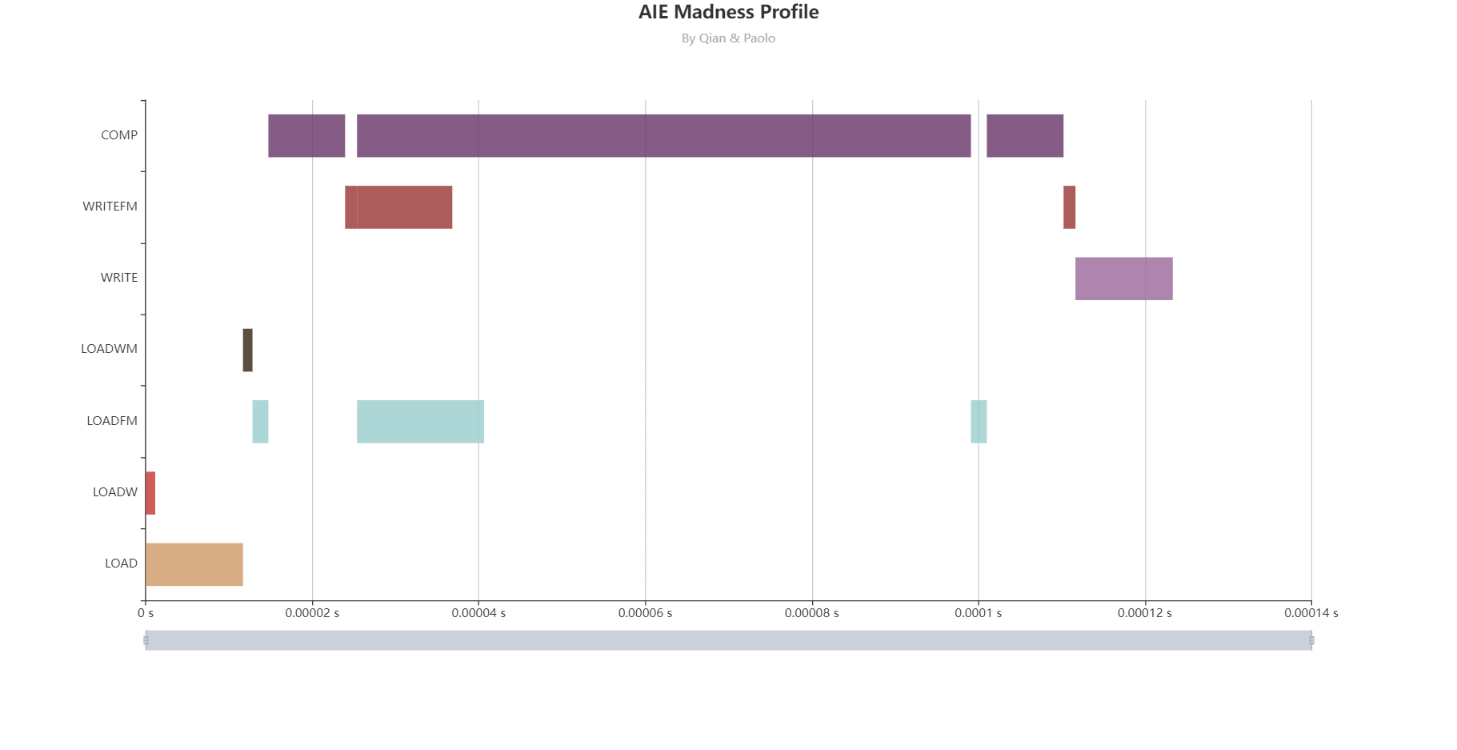 AIE Madness Profile
By Qian & Paolo
COMP
WRITEFM
WRITE
LOADWM
LOADFM
LOADW
LOAD
0 s 0.00002 s 0.00004 s 0.00006 s 0.00008 s 0.0001 s 0.00012 s 0.00014 s